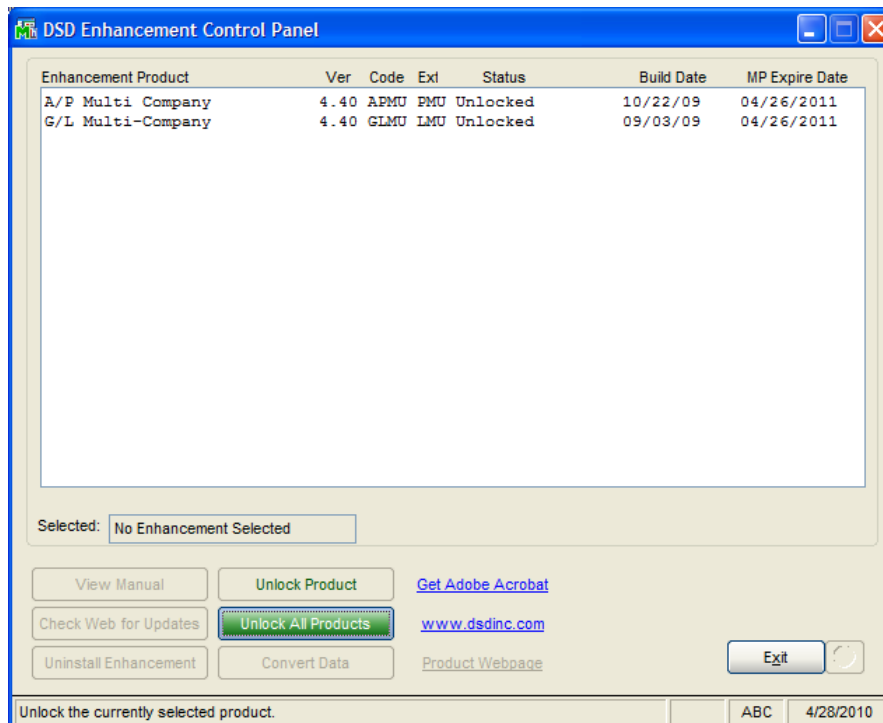 DSD Enhancement Control Panel
Enhancement Product Ver Code Ext Status Build Date MP Expire Date
A/P Multi Company 4.40 APMU PMU Unlocked 10/22/09 04/26/2011
G/L Multi-Company 4.40 GLMU LMU Unlocked 09/03/09 04/26/2011
Selected: No Enhancement Selected
View Manual Unlock Product Get Adobe Acrobat
Check Web for Updates Unlock All Products www.dsdinc.com
Uninstall Enhancement Convert Data Product Webpage Exit
Unlock the currently selected product. ABC 4/28/2010